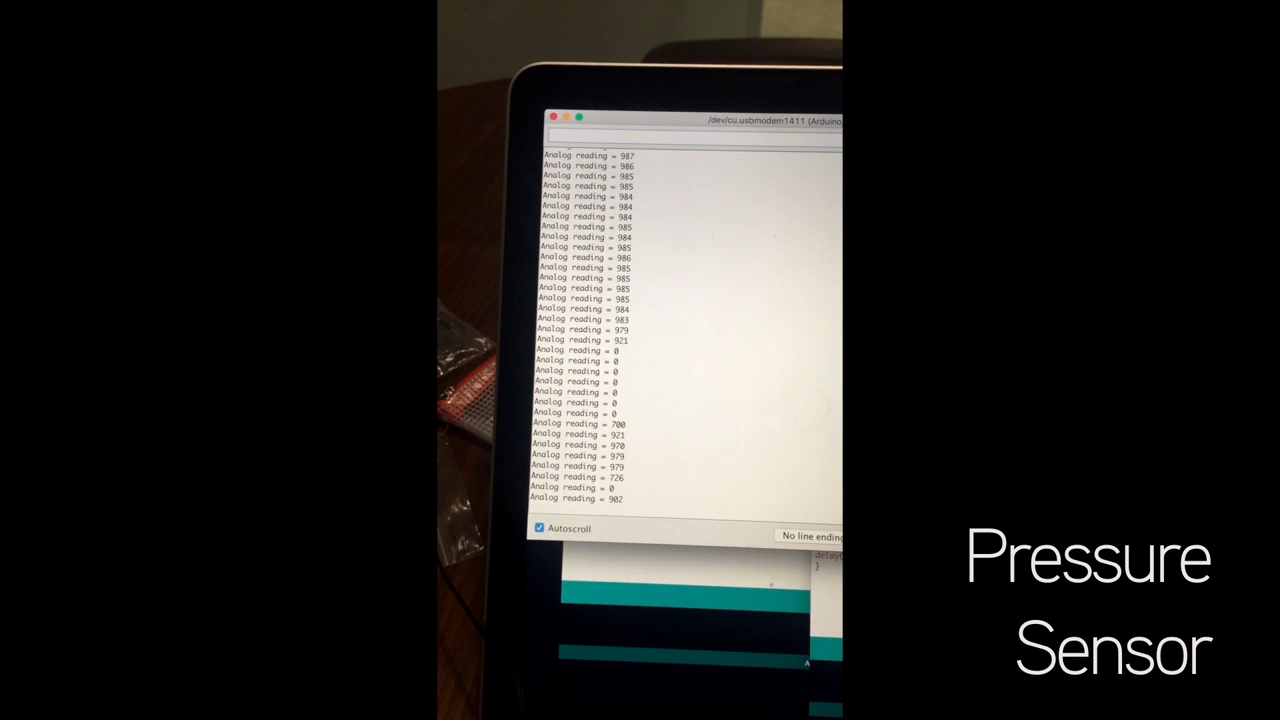 /dev/cu.usbmodem1411 (Arduino
Analog reading = 987
Analog reading = 986
Analog reading = 985
Analog reading = 985
Analog reading = 984
Analog reading = 984
Analog reading = 984
Analog reading = 985
Analog reading = 984
Analog reading = 985
Analog reading = 986
Analog reading = 985
Analog reading = 985
Analog reading = 985
Analog reading = 985
Analog reading = 984
Analog reading = 983
Analog reading = 979
Analog reading = 921
Analog reading = 0
Analog reading = 0
Analog reading = 0
Analog reading = 0
Analog reading = 0
Analog reading = 0
Analog reading = 0
Analog reading = 700
Analog reading = 921
Analog reading = 970
Analog reading = 979
Analog reading = 979
Analog reading = 726
Analog reading = 0
Analog reading = 902
Autoscroll
No line ending
delay(
}
A
Pressure
Sensor